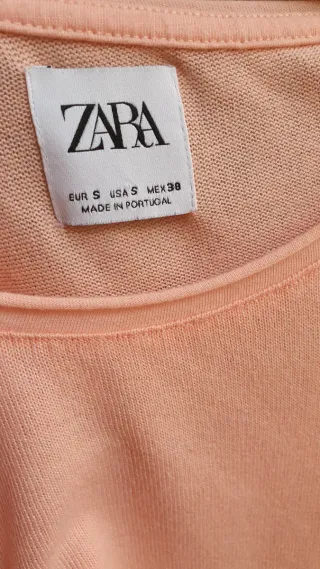 ZARA
EUR S USA S MEX 38
MADE IN PORTUGAL